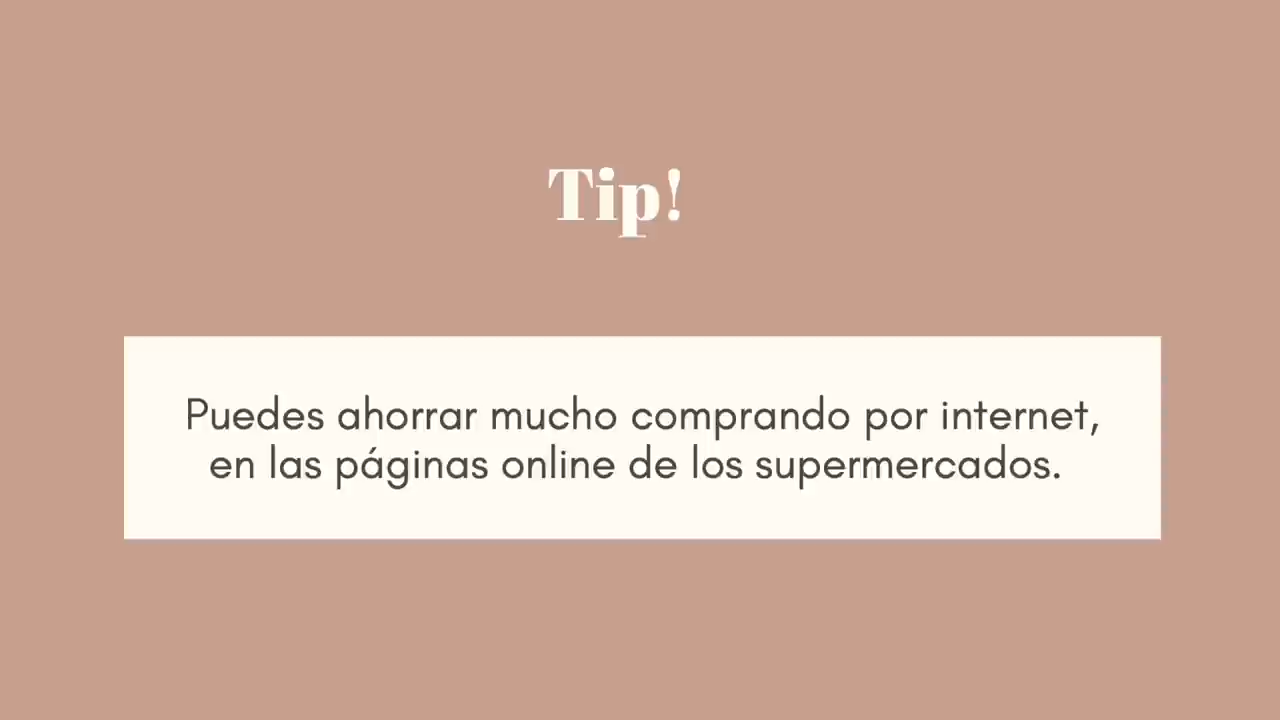 Tip!
Puedes ahorrar mucho comprando por internet,
en las páginas online de los supermercados.